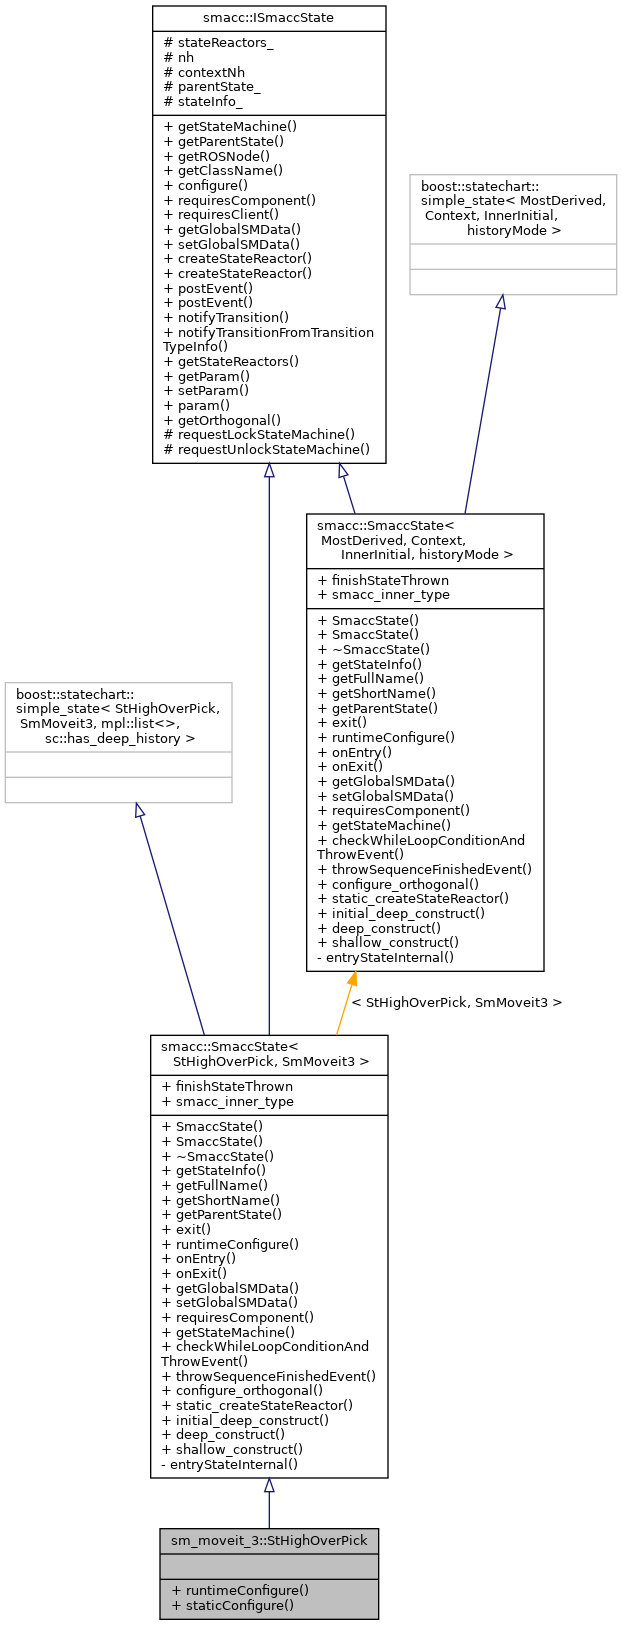 smacc::ISmaccState
# stateReactors_
# nh
# contextNh
# parentState_
# stateInfo_
+ getStateMachine()
+ getParentState()
+ getROSNode()
+ getClassName()
+ configure()
+ requiresComponent()
+ requiresClient()
+ getGlobalSMData()
+ setGlobalSMData()
+ createStateReactor()
+ createStateReactor()
+ postEvent()
+ postEvent()
+ notifyTransition()
+ notifyTransitionFromTransition
TypeInfo()
+ getStateReactors()
+ getParam()
+ setParam()
+ param()
+ getOrthogonal()
# requestLockStateMachine()
# requestUnlockStateMachine()
boost::statechart::
simple_state< MostDerived,
Context, InnerInitial,
historyMode >
smacc::SmaccState<
MostDerived, Context,
InnerInitial, historyMode >
+ finishStateThrown
+ smacc_inner_type
+ SmaccState()
+ SmaccState()
+ ~SmaccState()
+ getStateInfo()
+ getFullName()
+ getShortName()
+ getParentState()
+ exit()
+ runtimeConfigure()
+ onEntry()
+ onExit()
+ getGlobalSMData()
+ setGlobalSMData()
+ requiresComponent()
+ getStateMachine()
+ checkWhileLoopConditionAnd
ThrowEvent()
+ throwSequenceFinishedEvent()
+ configure_orthogonal()
+ static_createStateReactor()
+ initial_deep_construct()
+ deep_construct()
+ shallow_construct()
- entryStateInternal()
boost::statechart::
simple_state< StHighOverPick,
SmMoveit3, mpl::list<>,
sc::has_deep_history >
< StHighOverPick, SmMoveit3 >
smacc::SmaccState<
StHighOverPick, SmMoveit3 >
+ finishStateThrown
+ smacc_inner_type
+ SmaccState()
+ SmaccState()
+ ~SmaccState()
+ getStateInfo()
+ getFullName()
+ getShortName()
+ getParentState()
+ exit()
+ runtimeConfigure()
+ onEntry()
+ onExit()
+ getGlobalSMData()
+ setGlobalSMData()
+ requiresComponent()
+ getStateMachine()
+ checkWhileLoopConditionAnd
ThrowEvent()
+ throwSequenceFinishedEvent()
+ configure_orthogonal()
+ static_createStateReactor()
+ initial_deep_construct()
+ deep_construct()
+ shallow_construct()
- entryStateInternal()
sm_moveit_3::StHighOverPick
+ runtimeConfigure()
+ staticConfigure()